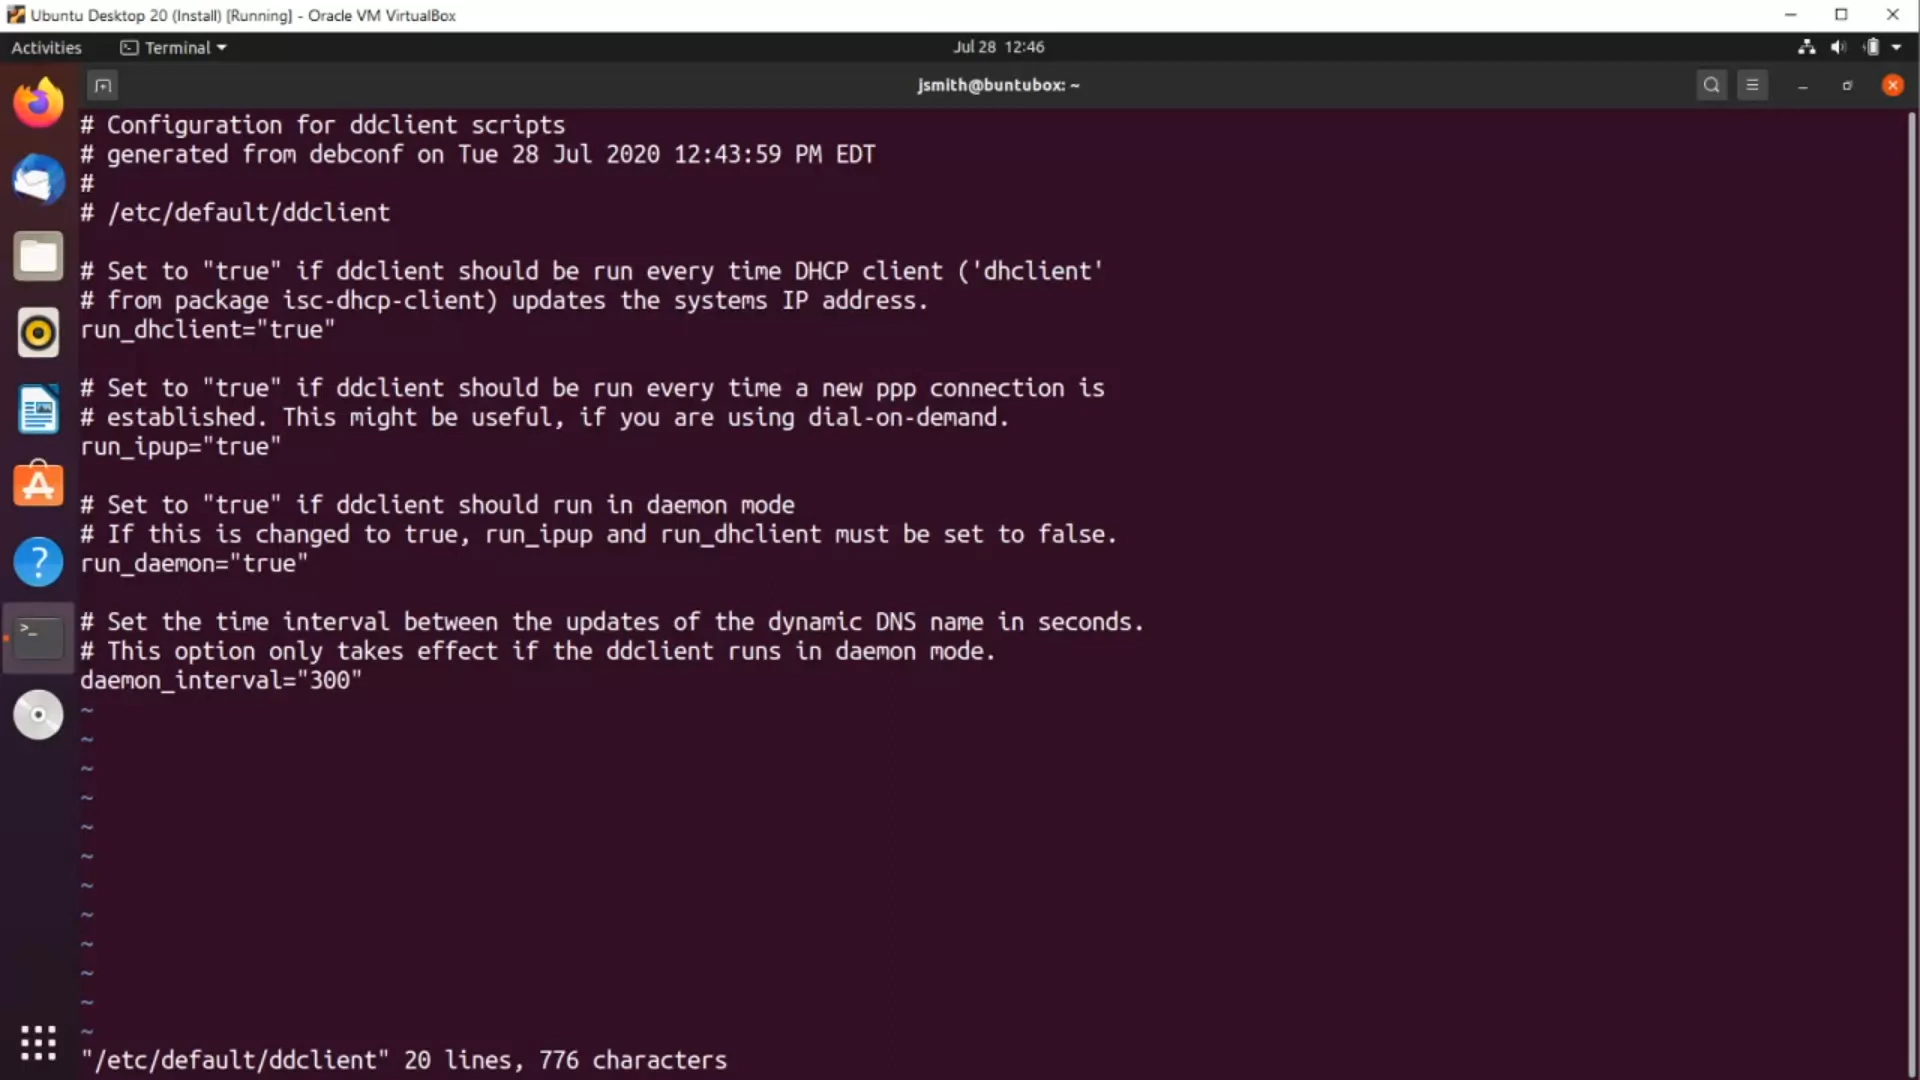 Ubuntu Desktop 20 (Install) [Running] - Oracle VM VirtualBox
Activities
Terminal
Jul 28 12:46
jsmith@buntubox: ~
# Configuration for ddclient scripts
# generated from debconf on Tue 28 Jul 2020 12:43:59 PM EDT
#
# /etc/default/ddclient
# Set to "true" if ddclient should be run every time DHCP client ('dhclient'
# from package isc-dhcp-client) updates the systems IP address.
run_dhclient="true"
# Set to "true" if ddclient should be run every time a new ppp connection is
# established. This might be useful, if you are using dial-on-demand.
run_ipup="true"
# Set to "true" if ddclient should run in daemon mode
# If this is changed to true, run_ipup and run_dhclient must be set to false.
run_daemon="true"
# Set the time interval between the updates of the dynamic DNS name in seconds.
# This option only takes effect if the ddclient runs in daemon mode.
daemon_interval="300"
~
~
~
~
~
~
~
~
~
~
~
~
"/etc/default/ddclient" 20 lines, 776 characters